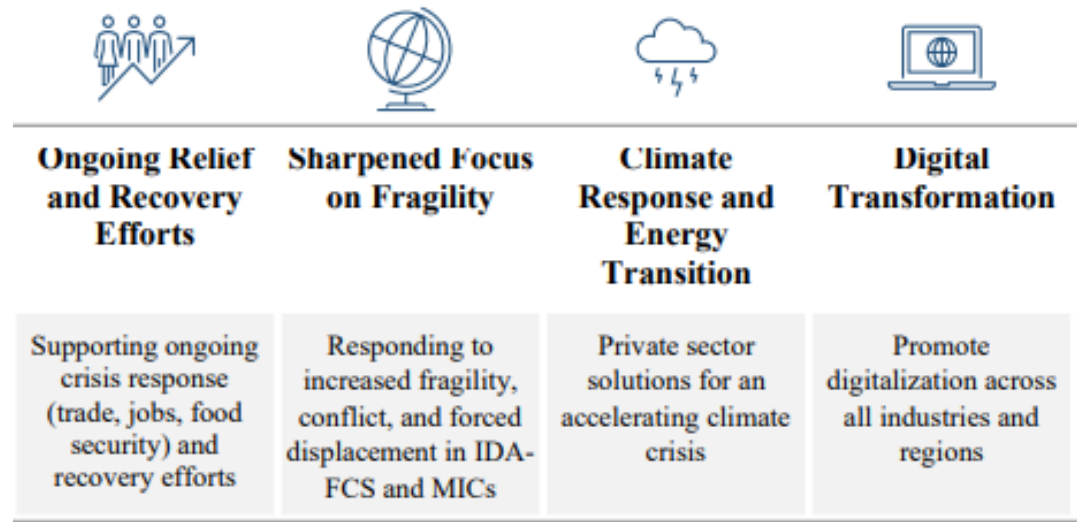 Ongoing Relief
and Recovery
Efforts
Sharpened Focus
on Fragility
Climate
Response and
Energy
Transition
Digital
Transformation
Supporting ongoing
crisis response
(trade, jobs, food
security) and
recovery efforts
Responding to
increased fragility,
conflict, and forced
displacement in IDA-
FCS and MICs
Private sector
solutions for an
accelerating climate
crisis
Promote
digitalization across
all industries and
regions